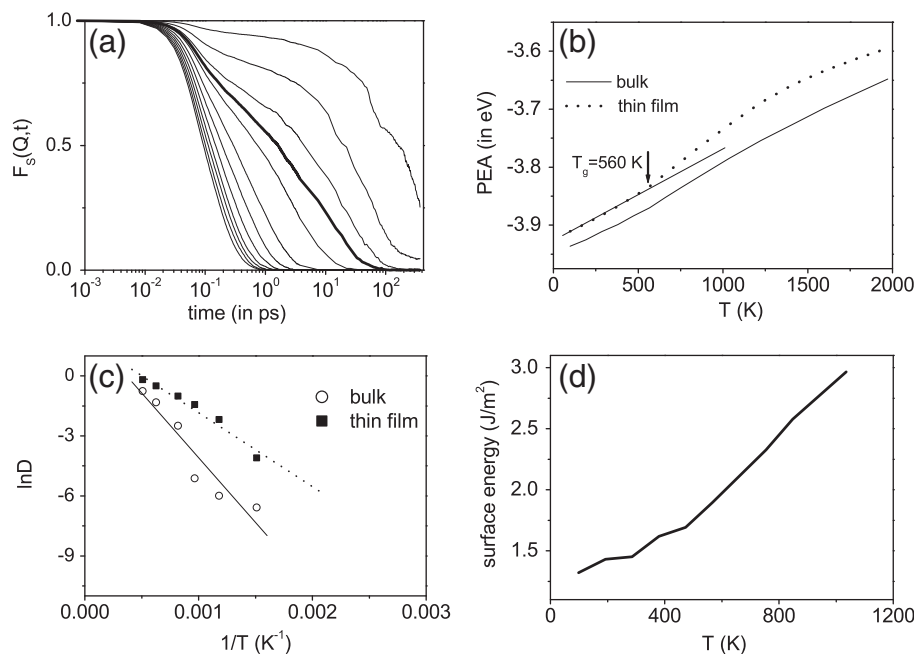 (a)
1.0
0.5
0.0
F_S(Q,t)
10^-3 10^-2 10^-1 10^0 10^1 10^2
time (in ps)
(b)
-3.6
-3.7
-3.8
-3.9
PEA (in eV)
bulk
thin film
T_g=560 K
0 500 1000 1500 2000
T (K)
(c)
0
-3
-6
-9
lnD
bulk
thin film
0.000 0.001 0.002 0.003
1/T (K^-1)
(d)
3.0
2.5
2.0
1.5
surface energy (J/m^2)
0 400 800 1200
T (K)